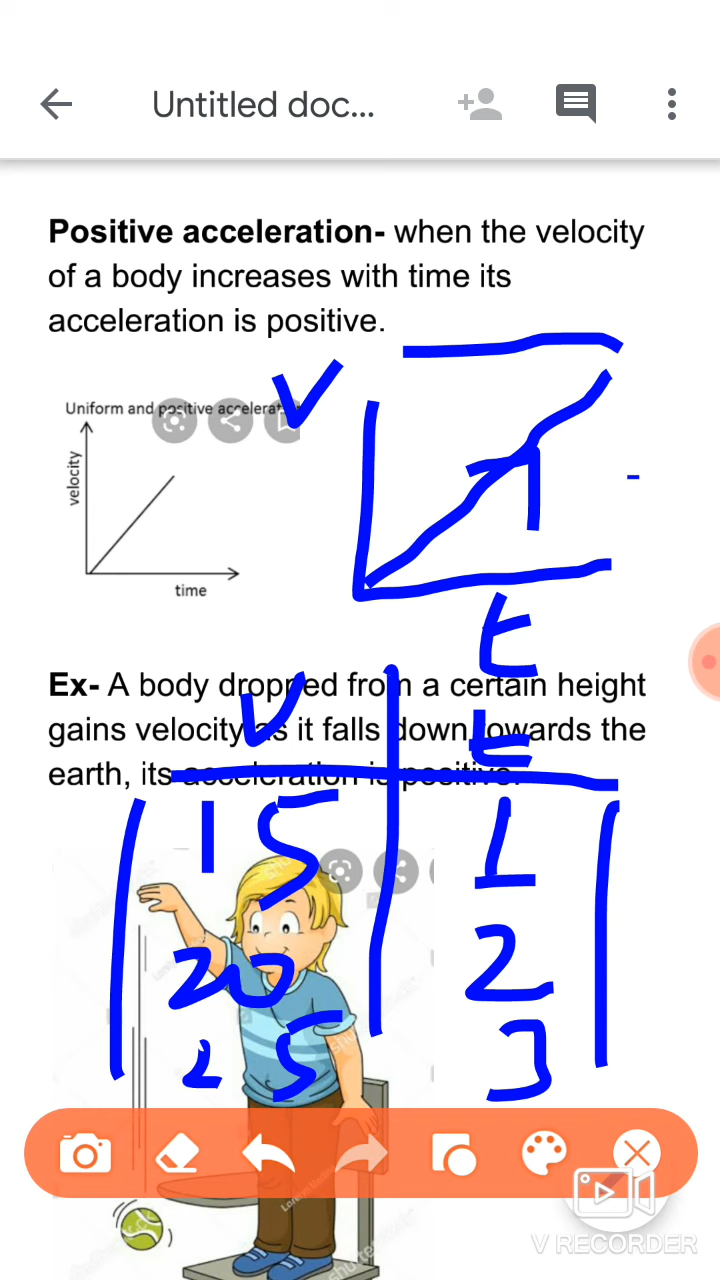 Untitled doc...
Positive acceleration- when the velocity
of a body increases with time its
acceleration is positive.
V
Uniform and positive accelerat
velocity
time
t
Ex- A body dropped from a certain height
gains velocity as it falls down towards the
earth, its acceleration is positive.
V t
15 1
20 2
25 3
V RECORDER